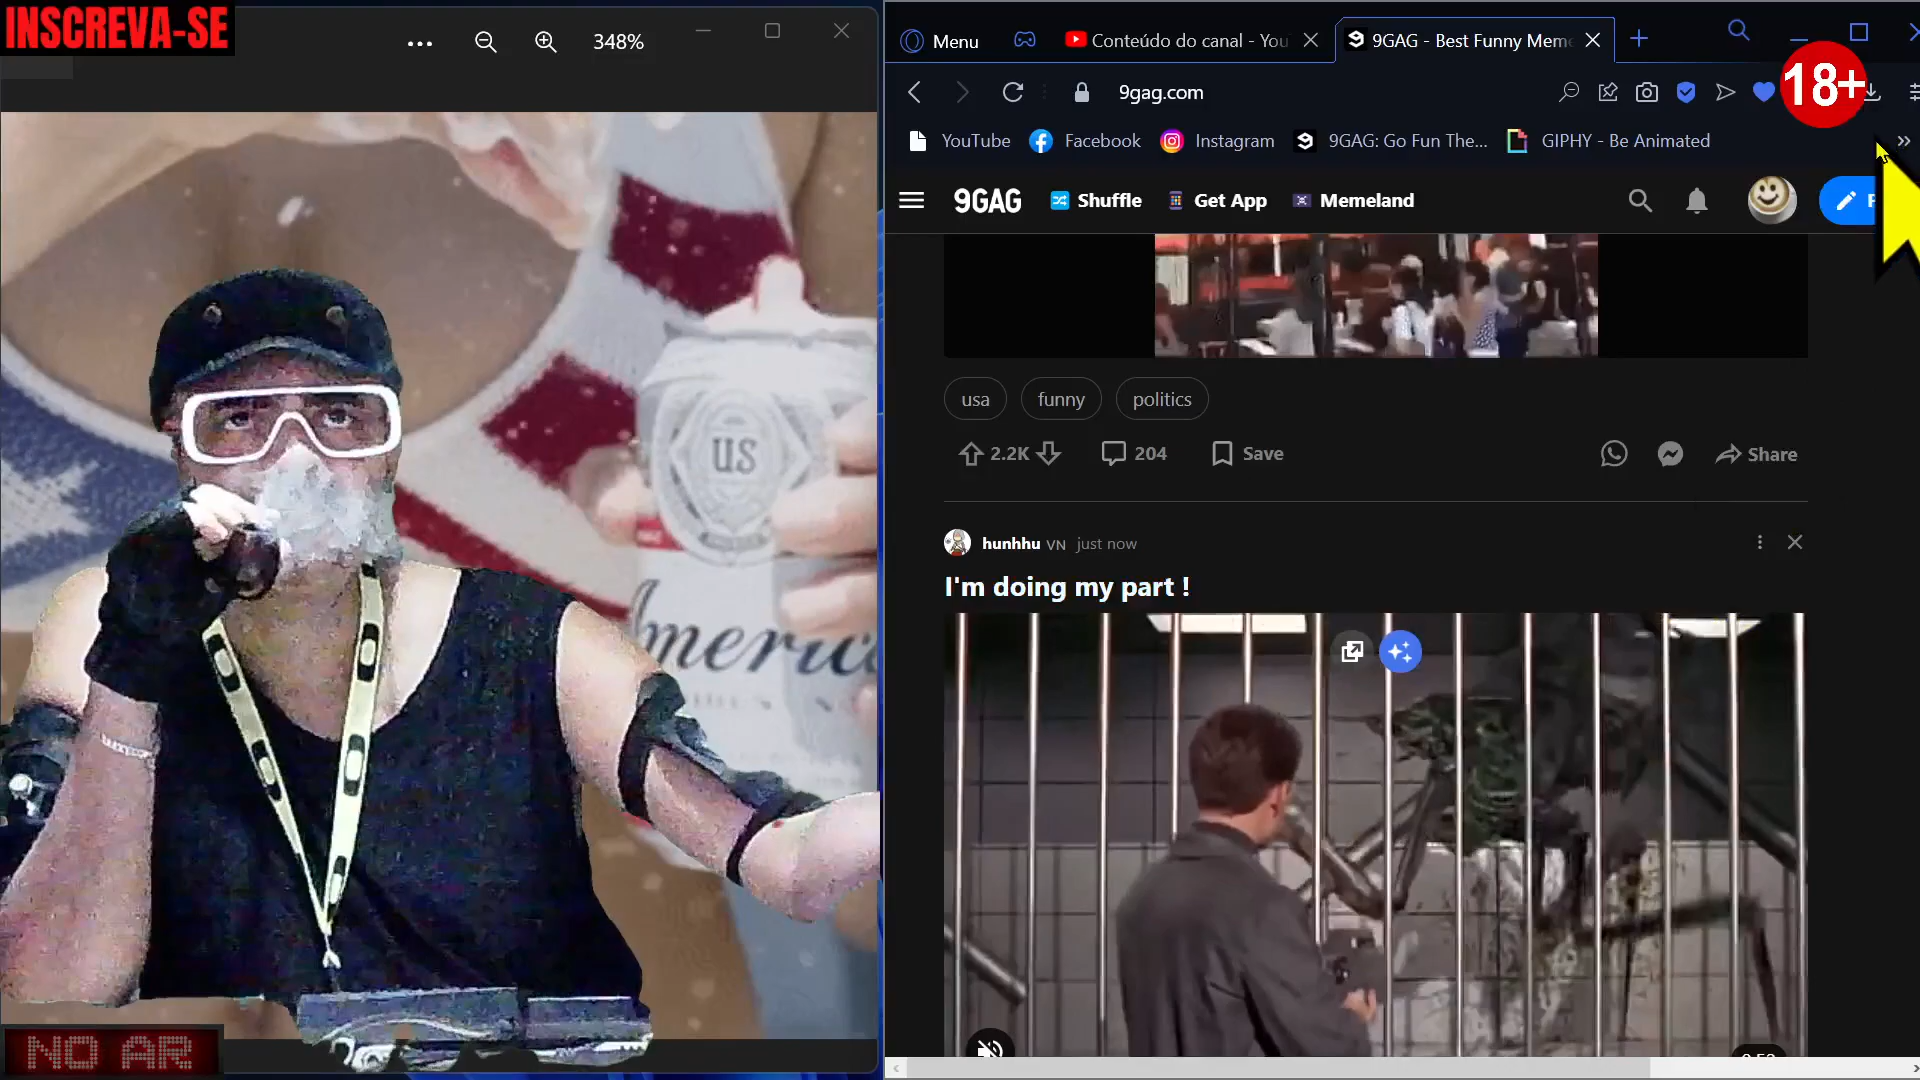 INSCREVA-SE
348%
US
America
NO AR
Menu
Conteúdo do canal - You
9GAG - Best Funny Meme
18+
9gag.com
YouTube
Facebook
Instagram
9GAG: Go Fun The...
GIPHY - Be Animated
9GAG
Shuffle
Get App
Memeland
usa
funny
politics
2.2K
204
Save
Share
hunhhu VN just now
I'm doing my part !